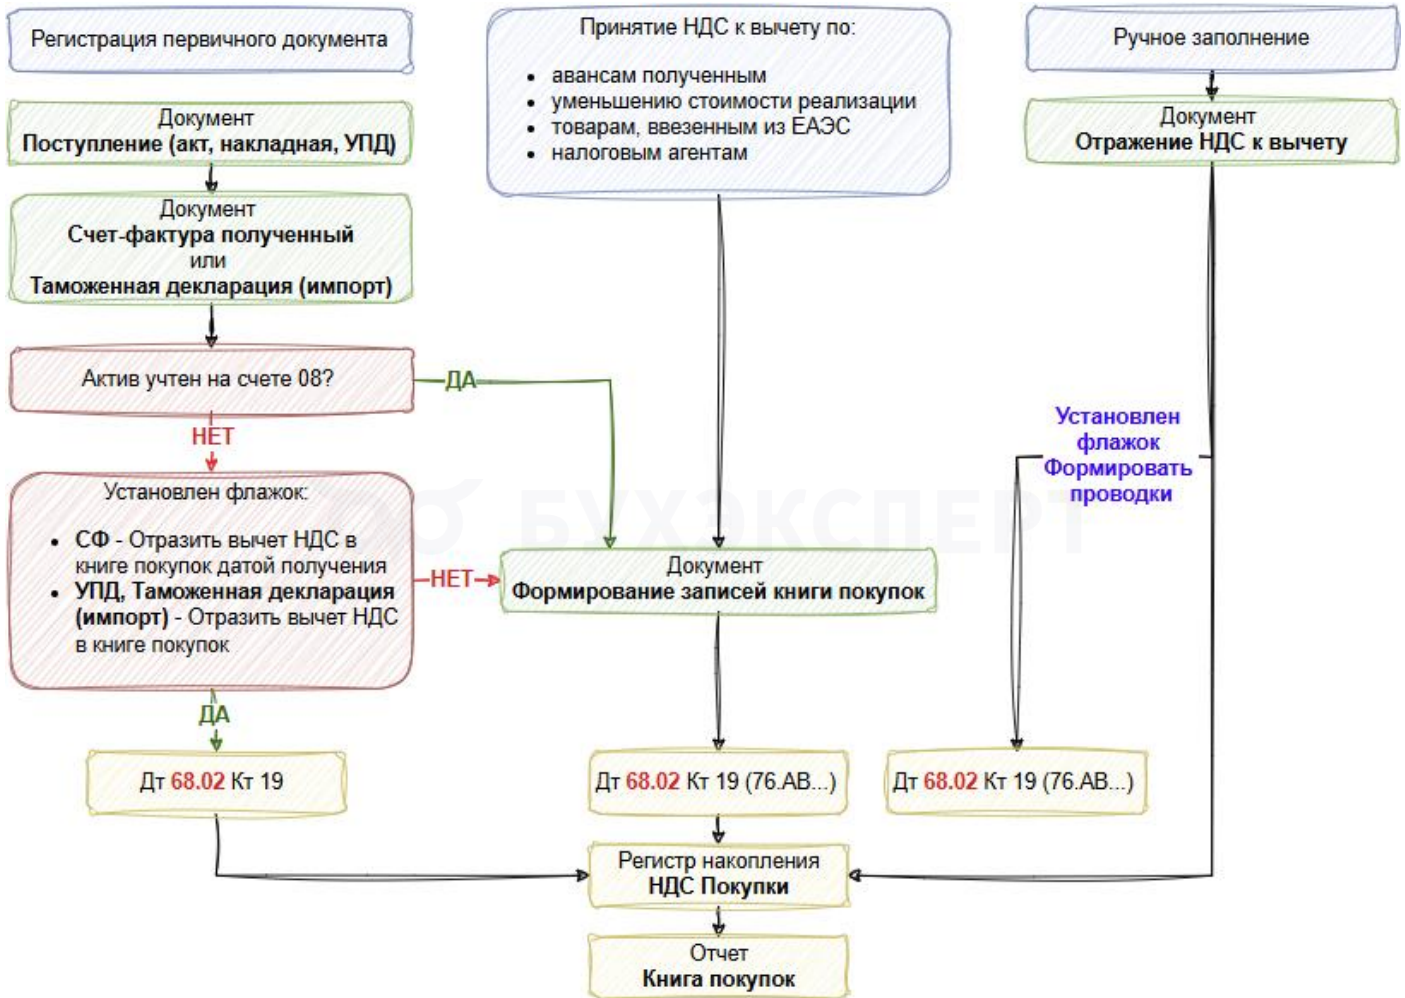 Регистрация первичного документа
Документ
Поступление (акт, накладная, УПД)
Документ
Счет-фактура полученный
или
Таможенная декларация (импорт)
Актив учтен на счете 08?
ДА
НЕТ
Установлен флажок:
• СФ - Отразить вычет НДС в
книге покупок датой получения
• УПД, Таможенная декларация
(импорт) - Отразить вычет НДС
в книге покупок
НЕТ
ДА
Дт 68.02 Кт 19
Принятие НДС к вычету по:
• авансам полученным
• уменьшению стоимости реализации
• товарам, ввезенным из ЕАЭС
• налоговым агентам
БУХЭКСПЕРТ
Документ
Формирование записей книги покупок
Дт 68.02 Кт 19 (76.АВ...)
Ручное заполнение
Документ
Отражение НДС к вычету
Установлен
флажок
Формировать
проводки
Дт 68.02 Кт 19 (76.АВ...)
Регистр накопления
НДС Покупки
Отчет
Книга покупок